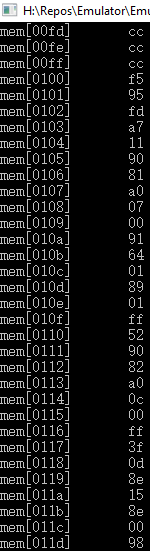 H:\Repos\Emulator\Emu
mem[00fd] cc
mem[00fe] cc
mem[00ff] cc
mem[0100] f5
mem[0101] 95
mem[0102] fd
mem[0103] a7
mem[0104] 11
mem[0105] 90
mem[0106] 81
mem[0107] a0
mem[0108] 07
mem[0109] 00
mem[010a] 91
mem[010b] 64
mem[010c] 01
mem[010d] 89
mem[010e] 01
mem[010f] ff
mem[0110] 52
mem[0111] 90
mem[0112] 82
mem[0113] a0
mem[0114] 0c
mem[0115] 00
mem[0116] ff
mem[0117] 3f
mem[0118] 0d
mem[0119] 8e
mem[011a] 15
mem[011b] 8e
mem[011c] 00
mem[011d] 98